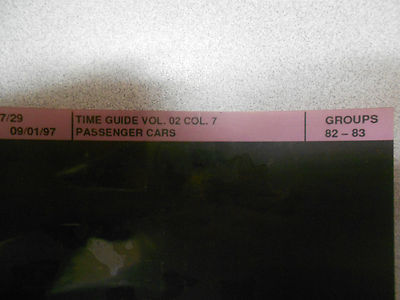 7/29 TIME GUIDE VOL. 02 COL. 7 GROUPS
09/01/97 PASSENGER CARS 82 – 83